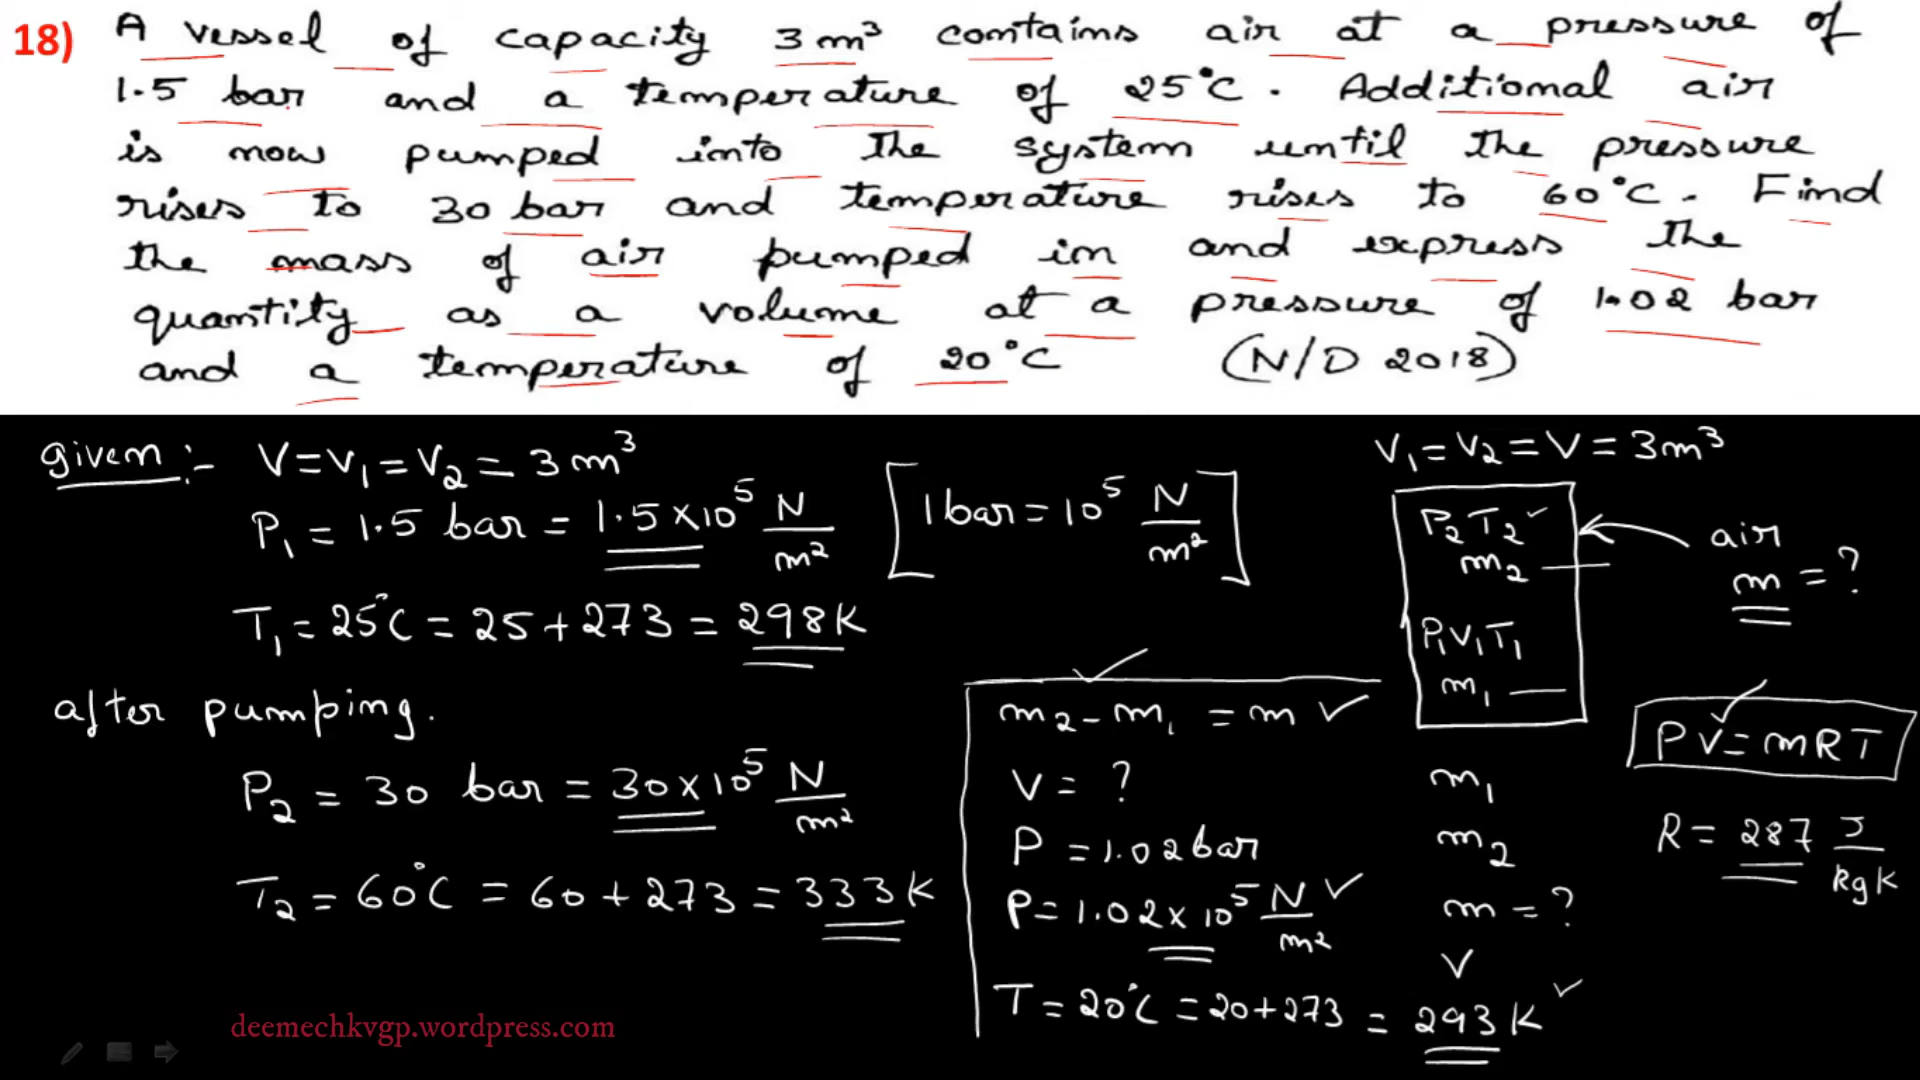 18) A vessel of capacity 3 m³ contains air at a pressure of
1.5 bar and a temperature of 25°C. Additional air
is now pumped into the system until the pressure
rises to 30 bar and temperature rises to 60°C. Find
the mass of air pumped in and express the
quantity as a volume at a pressure of 1.02 bar
and a temperature of 20°C (N/D 2018)
given :- V = V₁ = V₂ = 3 m³
P₁ = 1.5 bar = 1.5 × 10⁵ N/m² [1 bar = 10⁵ N/m²]
T₁ = 25°C = 25 + 273 = 298 K
after pumping.
P₂ = 30 bar = 30 × 10⁵ N/m²
T₂ = 60°C = 60 + 273 = 333 K
deemechkvgp.wordpress.com
m₂ - m₁ = m ✓
V = ?
P = 1.02 bar
P = 1.02 × 10⁵ N/m² ✓
T = 20°C = 20 + 273 = 293 K ✓
V₁ = V₂ = V = 3 m³
P₂ T₂ ✓
m₂
P₁ V₁ T₁
m₁
air
m = ?
m₁
m₂
m = ?
V
PV = mRT
R = 287 J/kg K